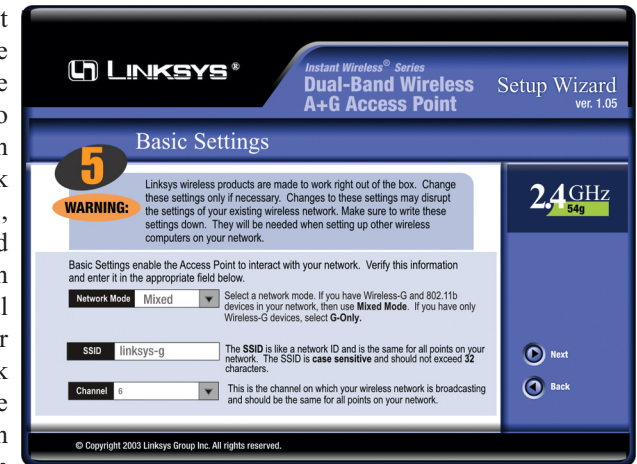 LINKSYS®
Instant Wireless® Series
Dual-Band Wireless
A+G Access Point
Setup Wizard
ver. 1.05
Basic Settings
5
WARNING:
Linksys wireless products are made to work right out of the box. Change
these settings only if necessary. Changes to these settings may disrupt
the settings of your existing wireless network. Make sure to write these
settings down. They will be needed when setting up other wireless
computers on your network.
2.4GHz
54g
Basic Settings enable the Access Point to interact with your network. Verify this information
and enter it in the appropriate field below.
Network Mode Mixed
Select a network mode. If you have Wireless-G and 802.11b
devices in your network, then use Mixed Mode. If you have only
Wireless-G devices, select G-Only.
SSID linksys-g
The SSID is like a network ID and is the same for all points on your
network. The SSID is case sensitive and should not exceed 32
characters.
Channel 6
This is the channel on which your wireless network is broadcasting
and should be the same for all points on your network.
Next
Back
© Copyright 2003 Linksys Group Inc. All rights reserved.